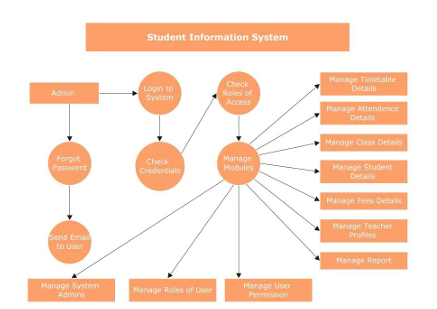 Student Information System
Admin
Login to
System
Check
Roles of
Access
Manage Timetable
Details
Manage Attendence
Details
Manage Class Details
Forgot
Password
Check
Credentials
Manage
Modules
Manage Student
Details
Manage Fees Details
Manage Teacher
Profiles
Send Email
to User
Manage Report
Manage System
Admins
Manage Roles of User
Manage User
Permission